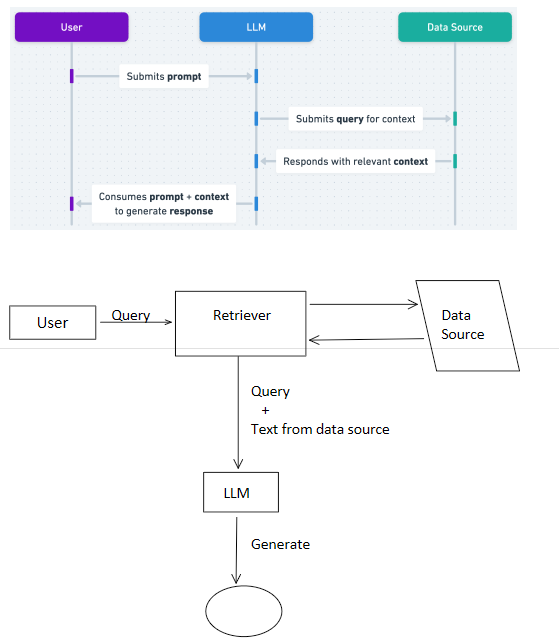 User
LLM
Data Source
Submits prompt
Submits query for context
Responds with relevant context
Consumes prompt + context
to generate response
User
Query
Retriever
Data
Source
Query
+
Text from data source
LLM
Generate